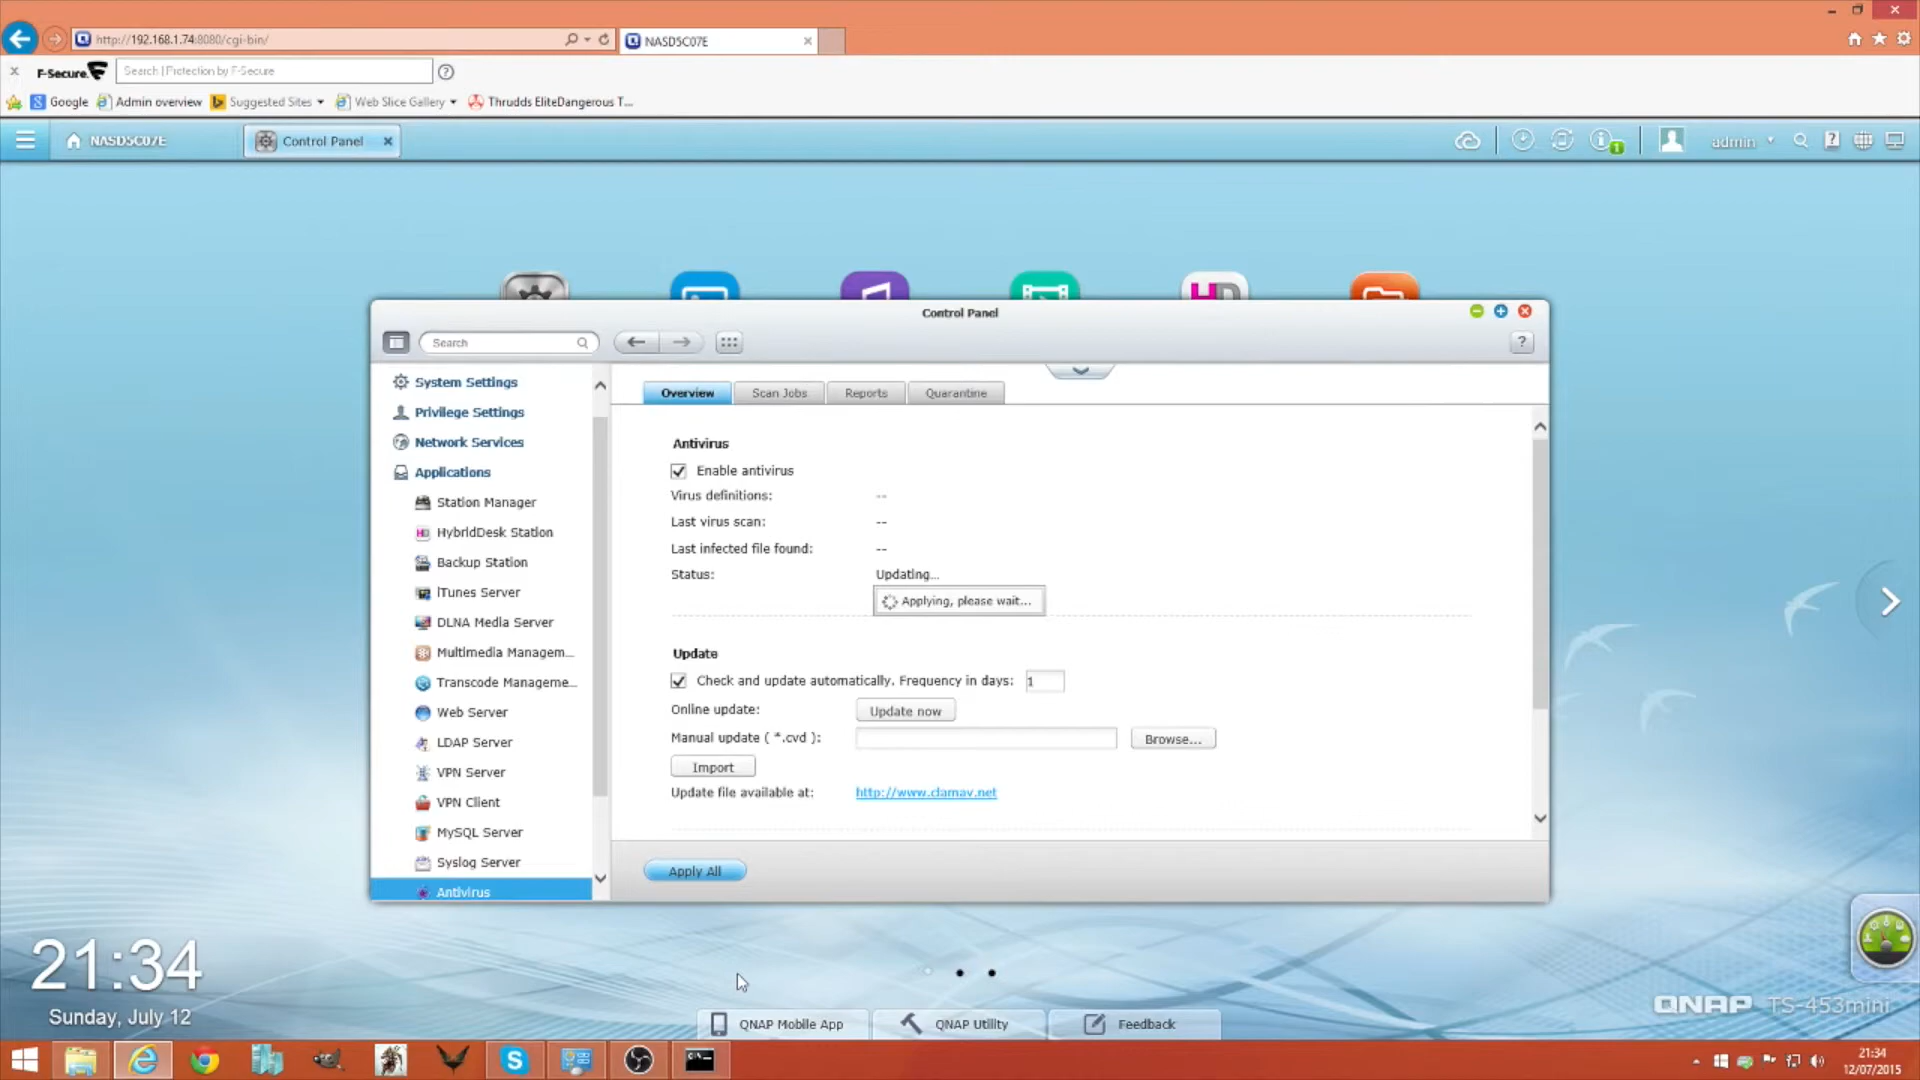 http://192.168.1.74:8080/cgi-bin/
NASD5C07E
F-Secure.
Search | Protection by F-Secure
Google
Admin overview
Suggested Sites
Web Slice Gallery
Thrudds EliteDangerous T...
NASD5C07E
Control Panel
1
admin
Control Panel
Search
System Settings
Privilege Settings
Network Services
Applications
Station Manager
HybridDesk Station
Backup Station
iTunes Server
DLNA Media Server
Multimedia Managem...
Transcode Manageme...
Web Server
LDAP Server
VPN Server
VPN Client
MySQL Server
Syslog Server
Antivirus
Overview
Scan Jobs
Reports
Quarantine
Antivirus
Enable antivirus
Virus definitions: --
Last virus scan: --
Last infected file found: --
Status: Updating...
Applying, please wait...
Update
Check and update automatically. Frequency in days: 1
Online update: Update now
Manual update ( *.cvd ): Browse...
Import
Update file available at: http://www.clamav.net
Apply All
21:34
Sunday, July 12
QNAP TS-453mini
QNAP Mobile App
QNAP Utility
Feedback
21:34
12/07/2015